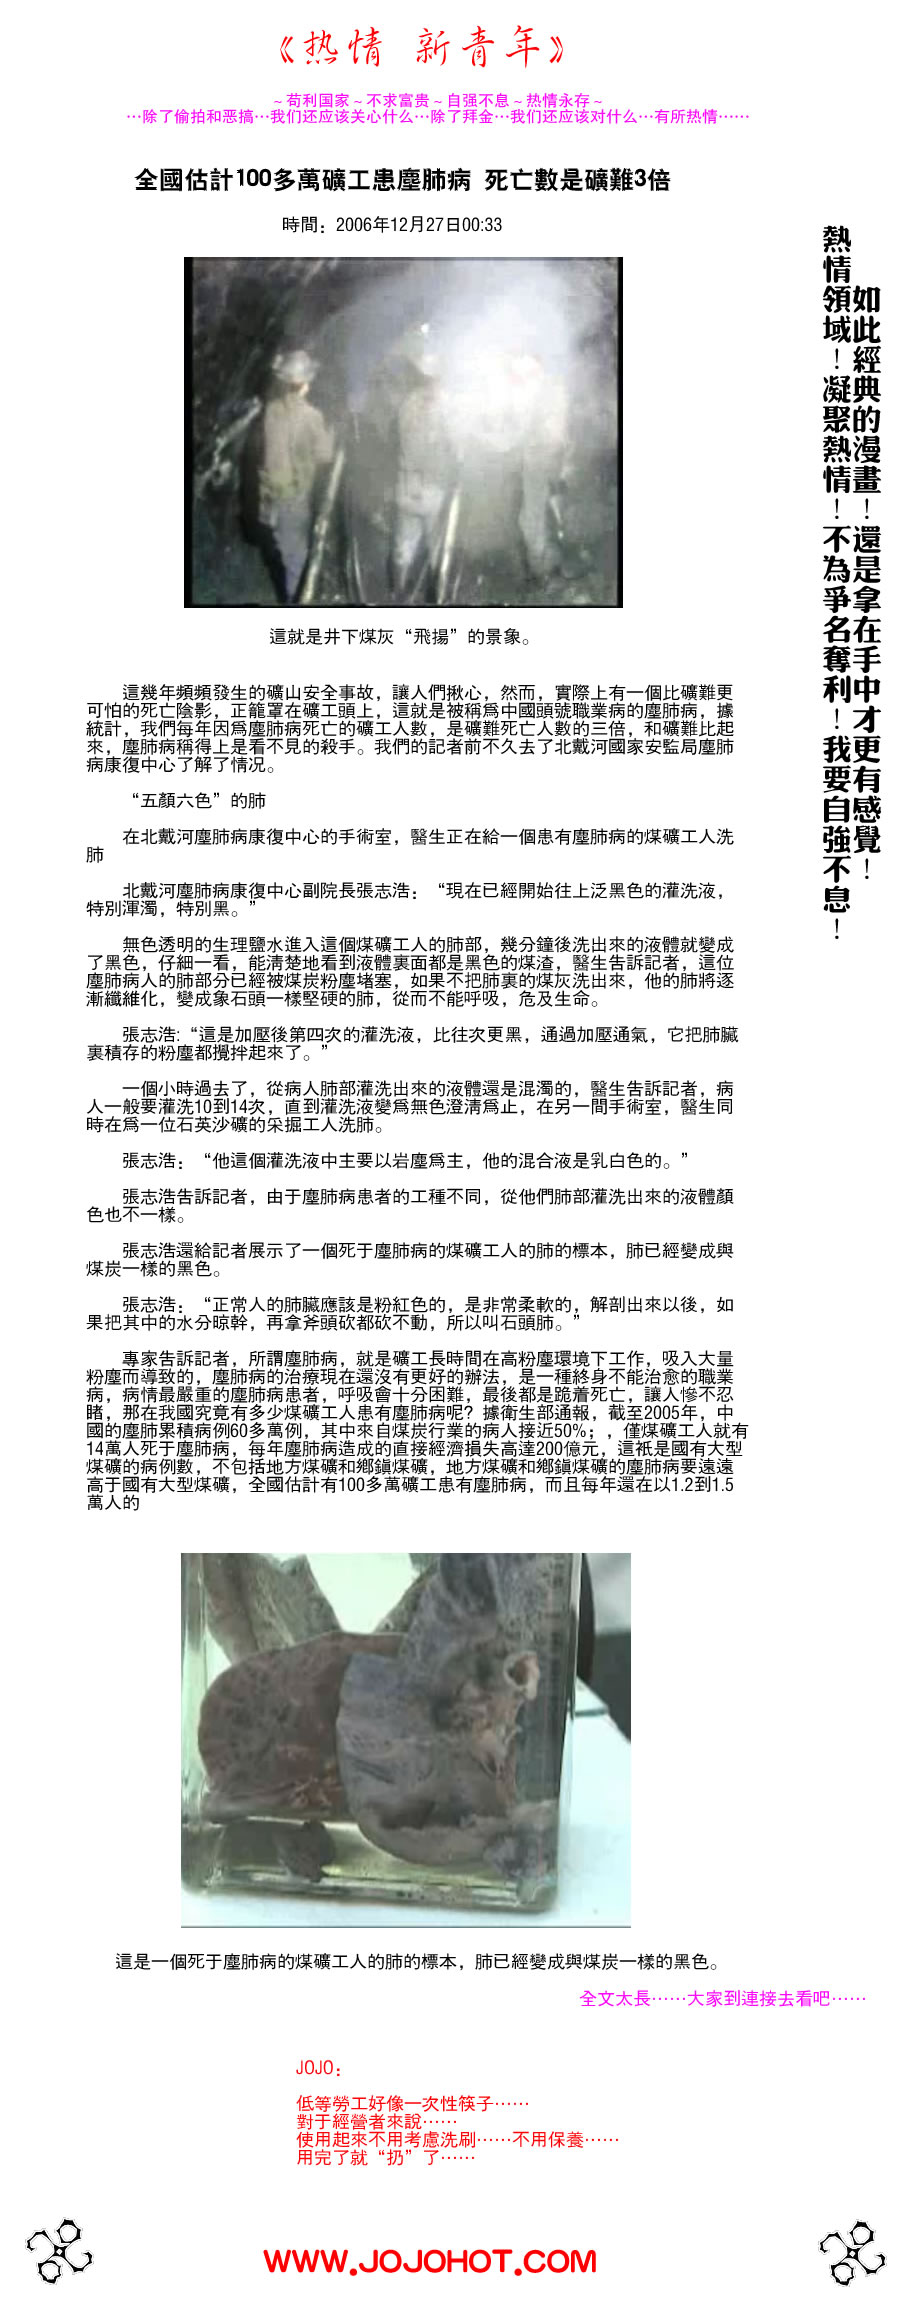 《热情 新青年》
~苟利国家~不求富贵~自强不息~热情永存~
…除了偷拍和恶搞…我们还应该关心什么…除了拜金…我们还应该对什么…有所热情……
全國估計100多萬礦工患塵肺病 死亡數是礦難3倍
時間：2006年12月27日00:33
如此經典的漫畫！還是拿在手中才更有感覺！
熱情領域！凝聚熱情！不為爭名奪利！我要自強不息！
這就是井下煤灰“飛揚”的景象。
這幾年頻頻發生的礦山安全事故，讓人們揪心，然而，實際上有一個比礦難更
可怕的死亡陰影，正籠罩在礦工頭上，這就是被稱爲中國頭號職業病的塵肺病，據
統計，我們每年因爲塵肺病死亡的礦工人數，是礦難死亡人數的三倍，和礦難比起
來，塵肺病稱得上是看不見的殺手。我們的記者前不久去了北戴河國家安監局塵肺
病康復中心了解了情況。
“五顏六色”的肺
在北戴河塵肺病康復中心的手術室，醫生正在給一個患有塵肺病的煤礦工人洗
肺
北戴河塵肺病康復中心副院長張志浩：“現在已經開始往上泛黑色的灌洗液，
特別渾濁，特別黑。”
無色透明的生理鹽水進入這個煤礦工人的肺部，幾分鐘後洗出來的液體就變成
了黑色，仔細一看，能清楚地看到液體裏面都是黑色的煤渣，醫生告訴記者，這位
塵肺病人的肺部分已經被煤炭粉塵堵塞，如果不把肺裏的煤灰洗出來，他的肺將逐
漸纖維化，變成象石頭一樣堅硬的肺，從而不能呼吸，危及生命。
張志浩:“這是加壓後第四次的灌洗液，比往次更黑，通過加壓通氣，它把肺臟
裏積存的粉塵都攪拌起來了。”
一個小時過去了，從病人肺部灌洗出來的液體還是混濁的，醫生告訴記者，病
人一般要灌洗10到14次，直到灌洗液變爲無色澄清爲止，在另一間手術室，醫生同
時在爲一位石英沙礦的采掘工人洗肺。
張志浩：“他這個灌洗液中主要以岩塵爲主，他的混合液是乳白色的。”
張志浩告訴記者，由于塵肺病患者的工種不同，從他們肺部灌洗出來的液體顏
色也不一樣。
張志浩還給記者展示了一個死于塵肺病的煤礦工人的肺的標本，肺已經變成與
煤炭一樣的黑色。
張志浩：“正常人的肺臟應該是粉紅色的，是非常柔軟的，解剖出來以後，如
果把其中的水分晾幹，再拿斧頭砍都砍不動，所以叫石頭肺。”
專家告訴記者，所謂塵肺病，就是礦工長時間在高粉塵環境下工作，吸入大量
粉塵而導致的，塵肺病的治療現在還沒有更好的辦法，是一種終身不能治愈的職業
病，病情最嚴重的塵肺病患者，呼吸會十分困難，最後都是跪着死亡，讓人慘不忍
睹，那在我國究竟有多少煤礦工人患有塵肺病呢？據衛生部通報，截至2005年，中
國的塵肺累積病例60多萬例，其中來自煤炭行業的病人接近50%；，僅煤礦工人就有
14萬人死于塵肺病，每年塵肺病造成的直接經濟損失高達200億元，這衹是國有大型
煤礦的病例數，不包括地方煤礦和鄉鎮煤礦，地方煤礦和鄉鎮煤礦的塵肺病要遠遠
高于國有大型煤礦，全國估計有100多萬礦工患有塵肺病，而且每年還在以1.2到1.5
萬人的
這是一個死于塵肺病的煤礦工人的肺的標本，肺已經變成與煤炭一樣的黑色。
全文太長……大家到連接去看吧……
JOJO：
低等勞工好像一次性筷子……
對于經營者來說……
使用起來不用考慮洗刷……不用保養……
用完了就“扔”了……
WWW.JOJOHOT.COM